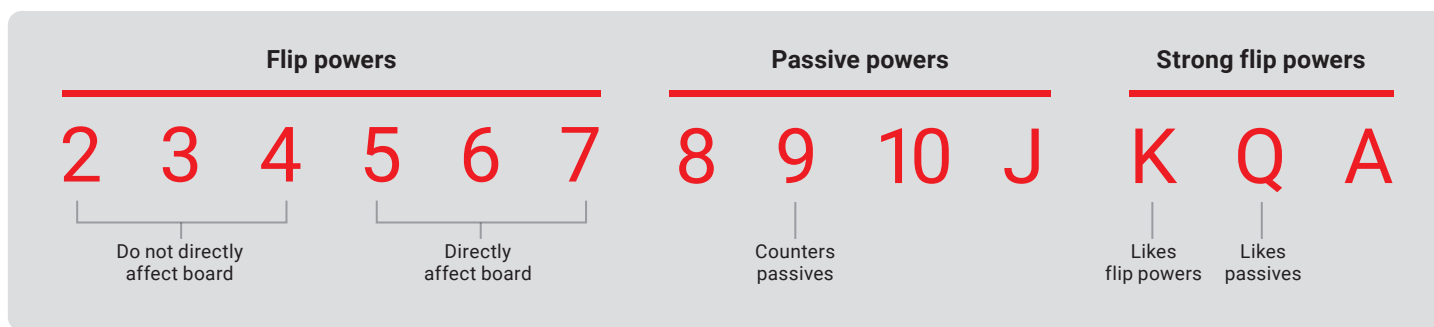 Flip powers Passive powers Strong flip powers
2 3 4 5 6 7 8 9 10 J K Q A
Do not directly
affect board
Directly
affect board
Counters
passives
Likes
flip powers
Likes
passives